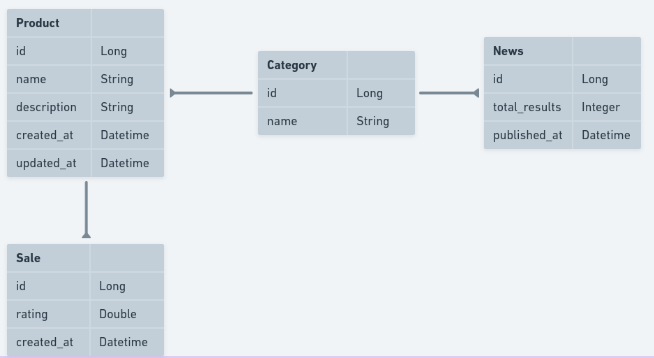 Product
id Long
name String
description String
created_at Datetime
updated_at Datetime
Category
id Long
name String
News
id Long
total_results Integer
published_at Datetime
Sale
id Long
rating Double
created_at Datetime